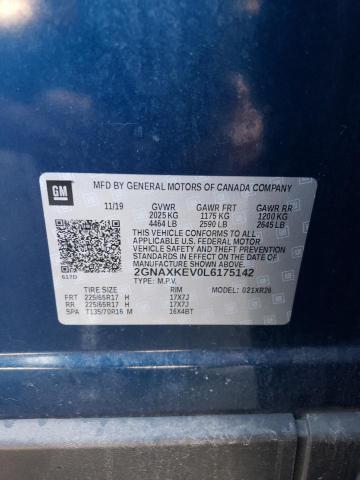 GM
MFD BY GENERAL MOTORS OF CANADA COMPANY
11/19 GVWR GAWR FRT GAWR RR
2025 KG 1175 KG 1200 KG
4464 LB 2590 LB 2645 LB
THIS VEHICLE CONFORMS TO ALL
APPLICABLE U.S. FEDERAL MOTOR
VEHICLE SAFETY, BUMPER, AND THEFT
PREVENTION STANDARDS IN EFFECT ON
THE DATE OF MANUFACTURE SHOWN ABOVE.
617D 2GNAXKEV0L6175142
TYPE: M.P.V.
TIRE SIZE RIM MODEL: 021XR26
FRT 225/65R17 H 17X7J
RR 225/65R17 H 17X7J
SPA T135/70R16 M 16X4BT